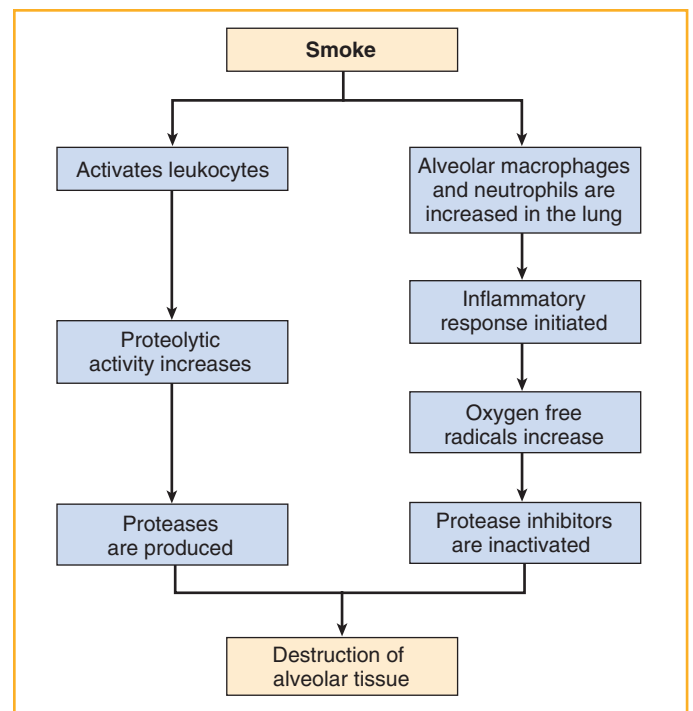 Smoke
Activates leukocytes
Proteolytic
activity increases
Proteases
are produced
Alveolar macrophages
and neutrophils are
increased in the lung
Inflammatory
response initiated
Oxygen free
radicals increase
Protease inhibitors
are inactivated
Destruction of
alveolar tissue